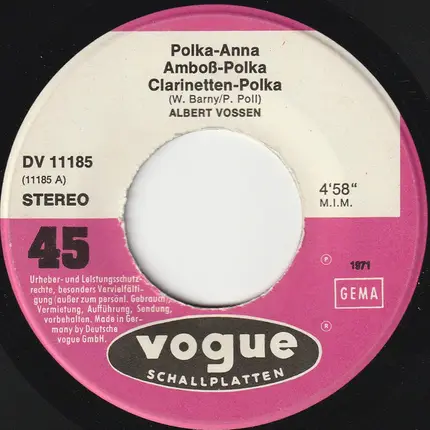 Polka-Anna
Amboß-Polka
Clarinetten-Polka
(W. Barny/P. Poll)
ALBERT VOSSEN
DV 11185
(11185 A)
STEREO
4'58"
M.I.M.
45
Urheber- und Leistungsschutz-
rechte, besonders Vervielfälti-
gung (außer zum persönl. Gebrauch),
Vermietung, Aufführung, Sendung,
vorbehalten. Made in Ger-
many by Deutsche
vogue GmbH.
℗
1971
GEMA
®
vogue
SCHALLPLATTEN